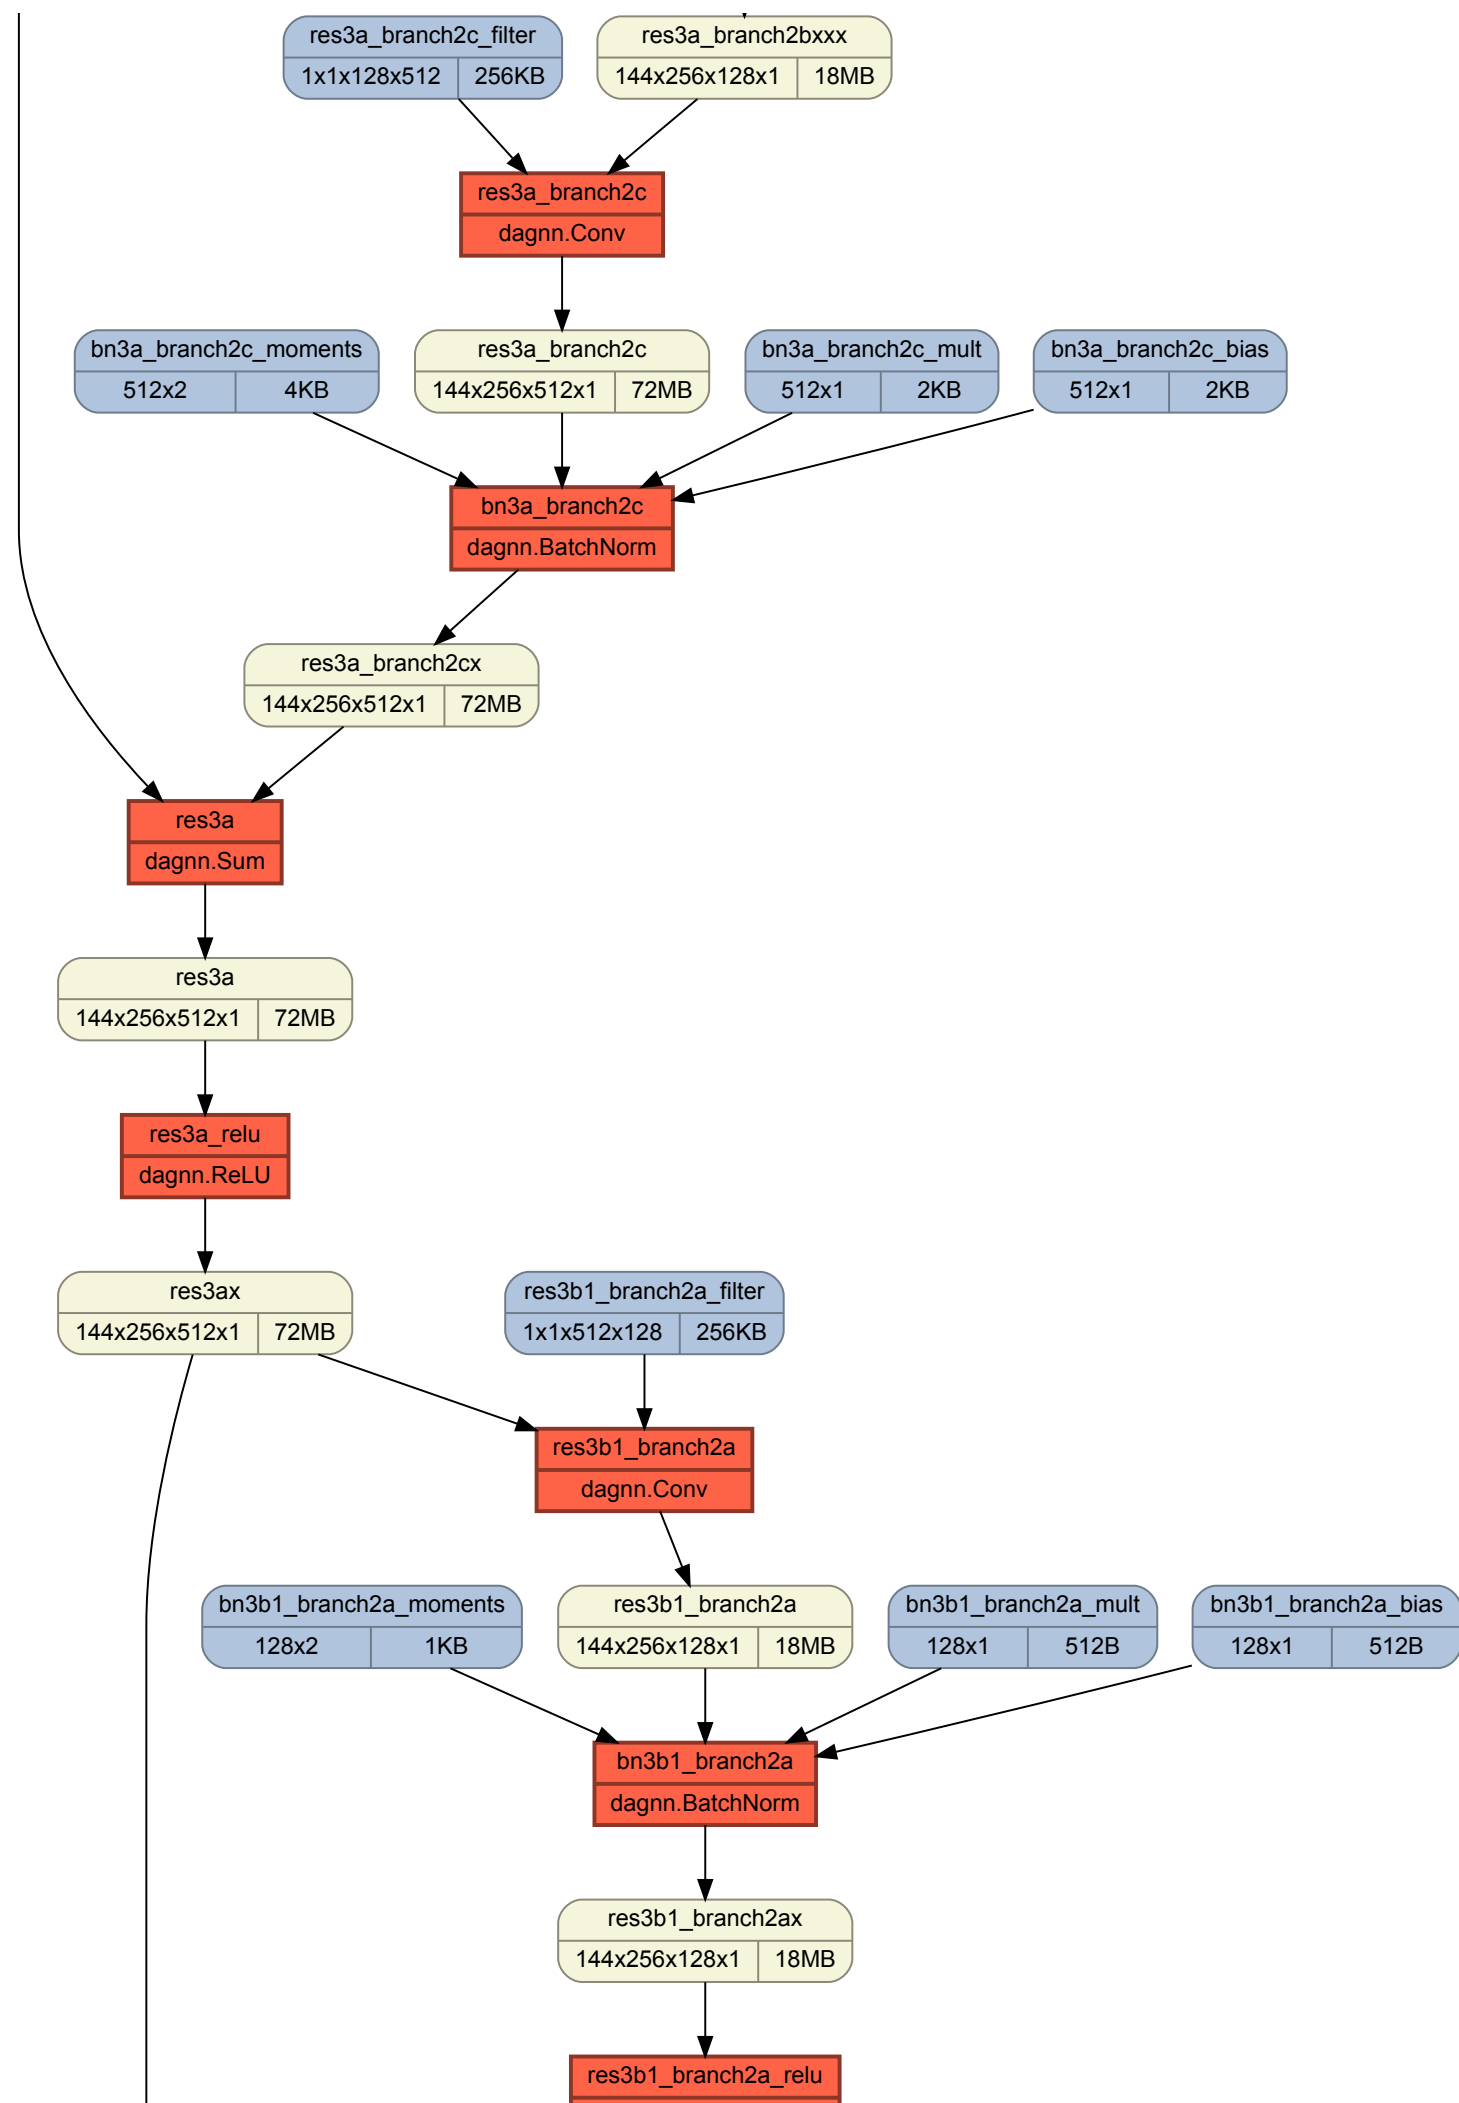 res3a_branch2c_filter
1x1x128x512 256KB
res3a_branch2bxxx
144x256x128x1 18MB
res3a_branch2c
dagnn.Conv
bn3a_branch2c_moments
512x2 4KB
res3a_branch2c
144x256x512x1 72MB
bn3a_branch2c_mult
512x1 2KB
bn3a_branch2c_bias
512x1 2KB
bn3a_branch2c
dagnn.BatchNorm
res3a_branch2cx
144x256x512x1 72MB
res3a
dagnn.Sum
res3a
144x256x512x1 72MB
res3a_relu
dagnn.ReLU
res3ax
144x256x512x1 72MB
res3b1_branch2a_filter
1x1x512x128 256KB
res3b1_branch2a
dagnn.Conv
bn3b1_branch2a_moments
128x2 1KB
res3b1_branch2a
144x256x128x1 18MB
bn3b1_branch2a_mult
128x1 512B
bn3b1_branch2a_bias
128x1 512B
bn3b1_branch2a
dagnn.BatchNorm
res3b1_branch2ax
144x256x128x1 18MB
res3b1_branch2a_relu